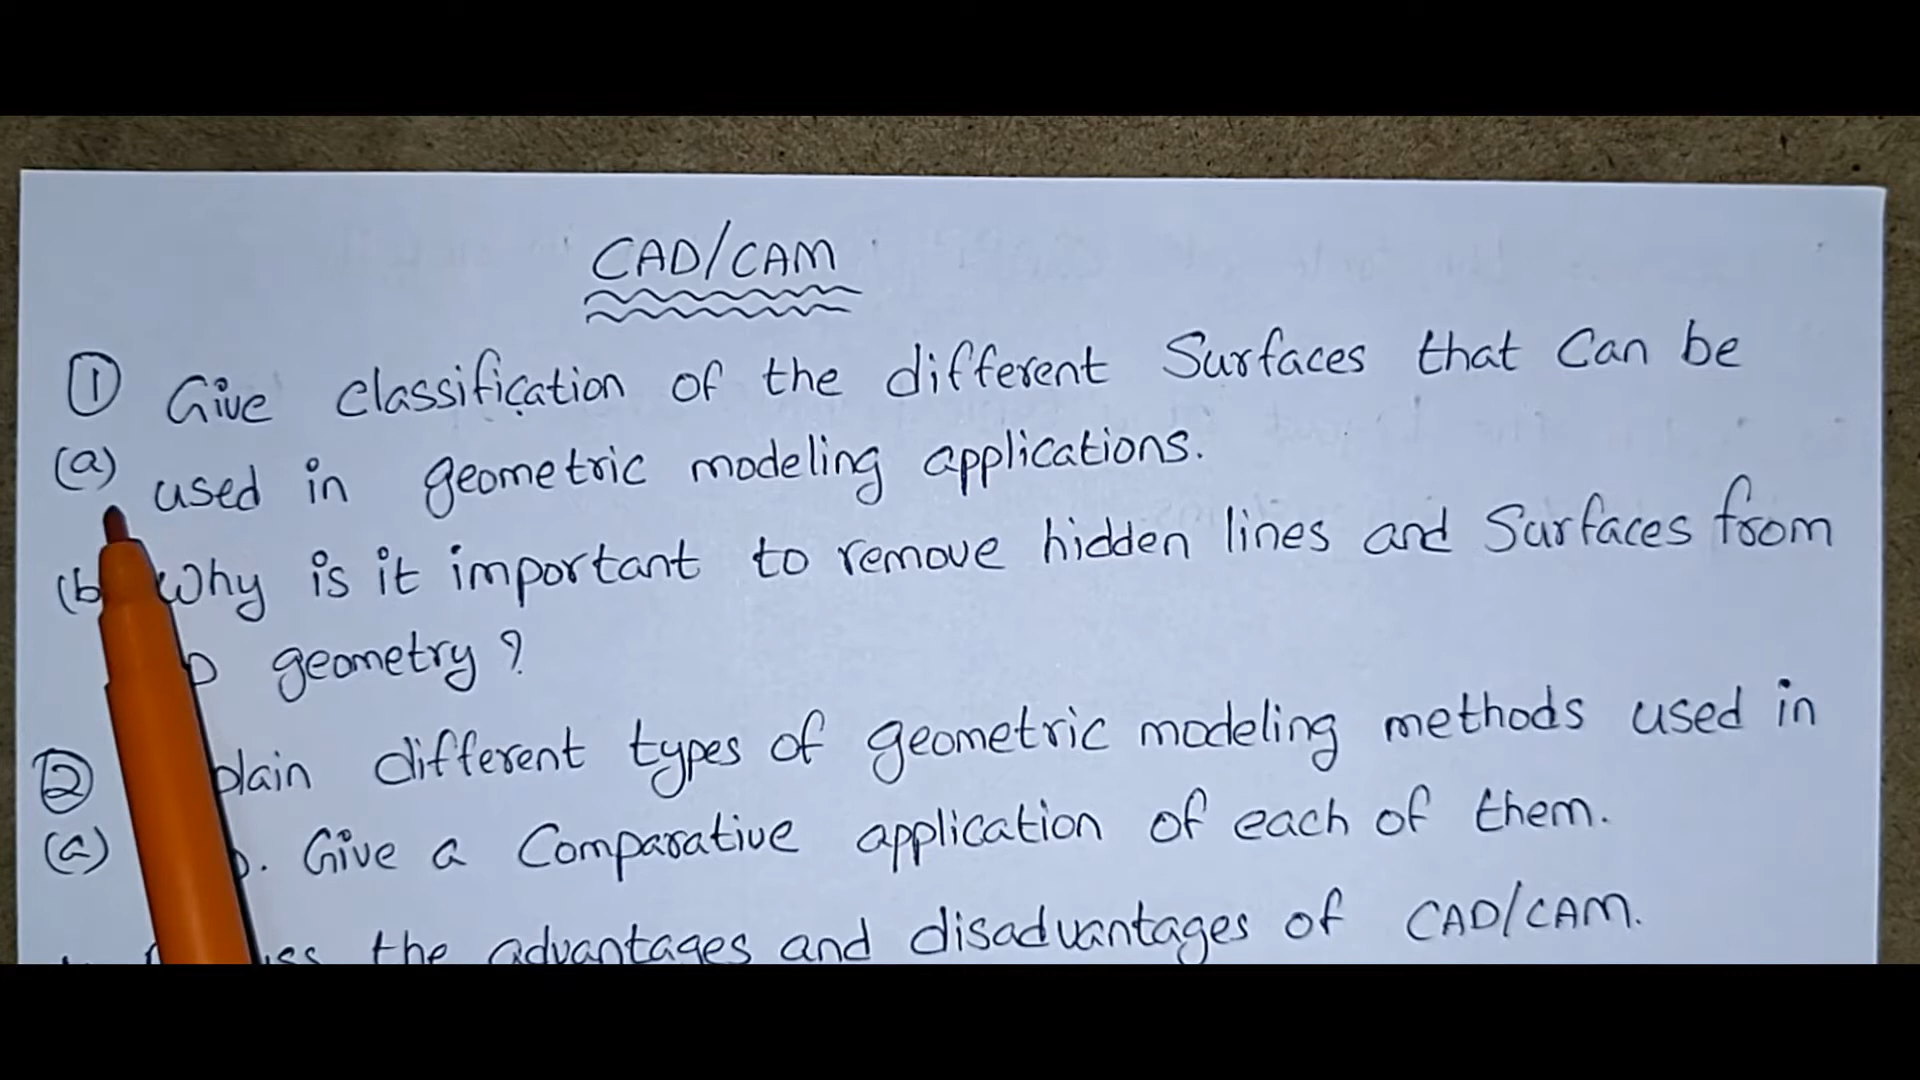 CAD/CAM
① Give classification of the different Surfaces that can be
(a) used in geometric modeling applications.
(b Why is it important to remove hidden lines and Surfaces from
D geometry?
② plain different types of geometric modeling methods used in
(a) Give a Comparative application of each of them.
the advantages and disadvantages of CAD/CAM.